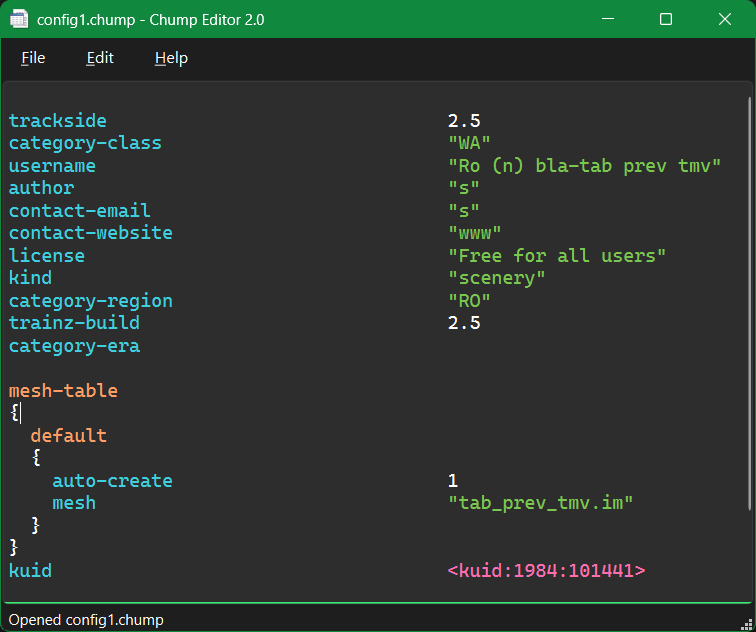 config1.chump - Chump Editor 2.0
File Edit Help
trackside 2.5
category-class "WA"
username "Ro (n) bla-tab prev tmv"
author "s"
contact-email "s"
contact-website "www"
license "Free for all users"
kind "scenery"
category-region "RO"
trainz-build 2.5
category-era
mesh-table
{
default
{
auto-create 1
mesh "tab_prev_tmv.im"
}
}
kuid <kuid:1984:101441>
Opened config1.chump